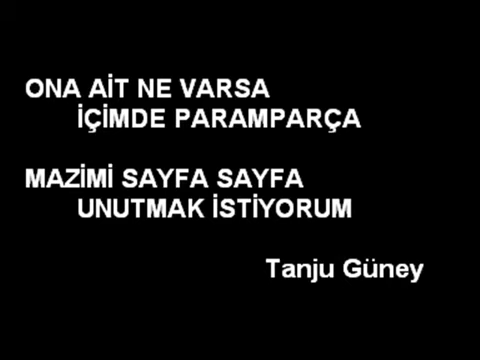 ONA AİT NE VARSA
İÇİMDE PARAMPARÇA
MAZİMİ SAYFA SAYFA
UNUTMAK İSTİYORUM
Tanju Güney